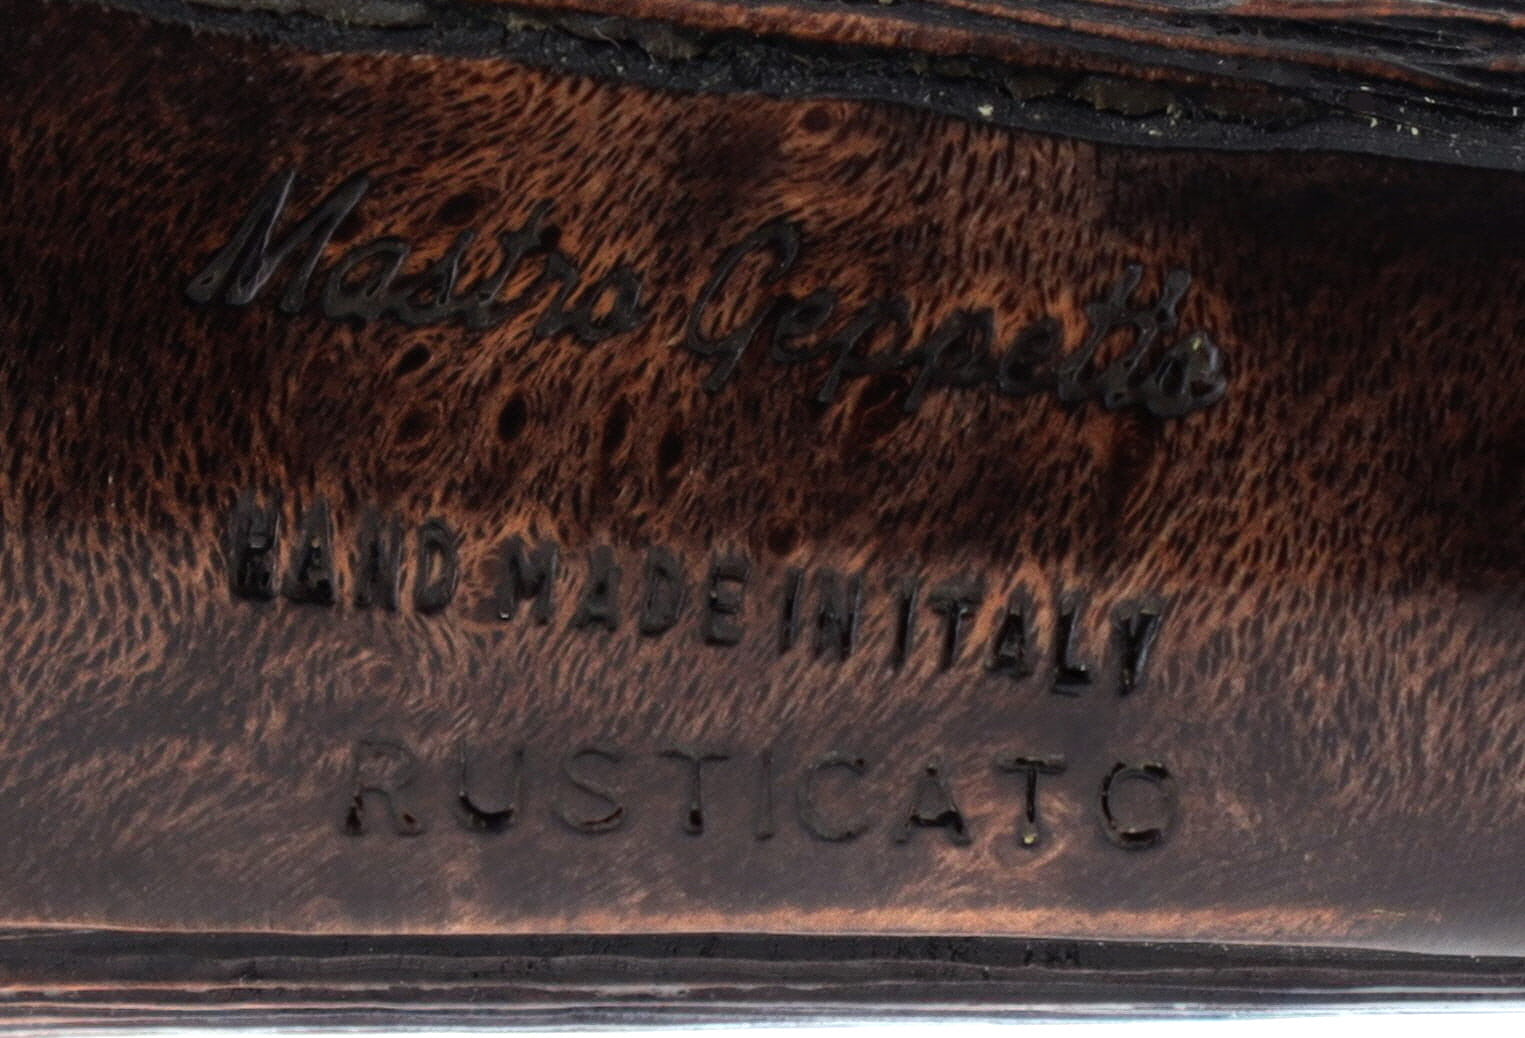 Mastro Geppetto
HAND MADE IN ITALY
RUSTICATO